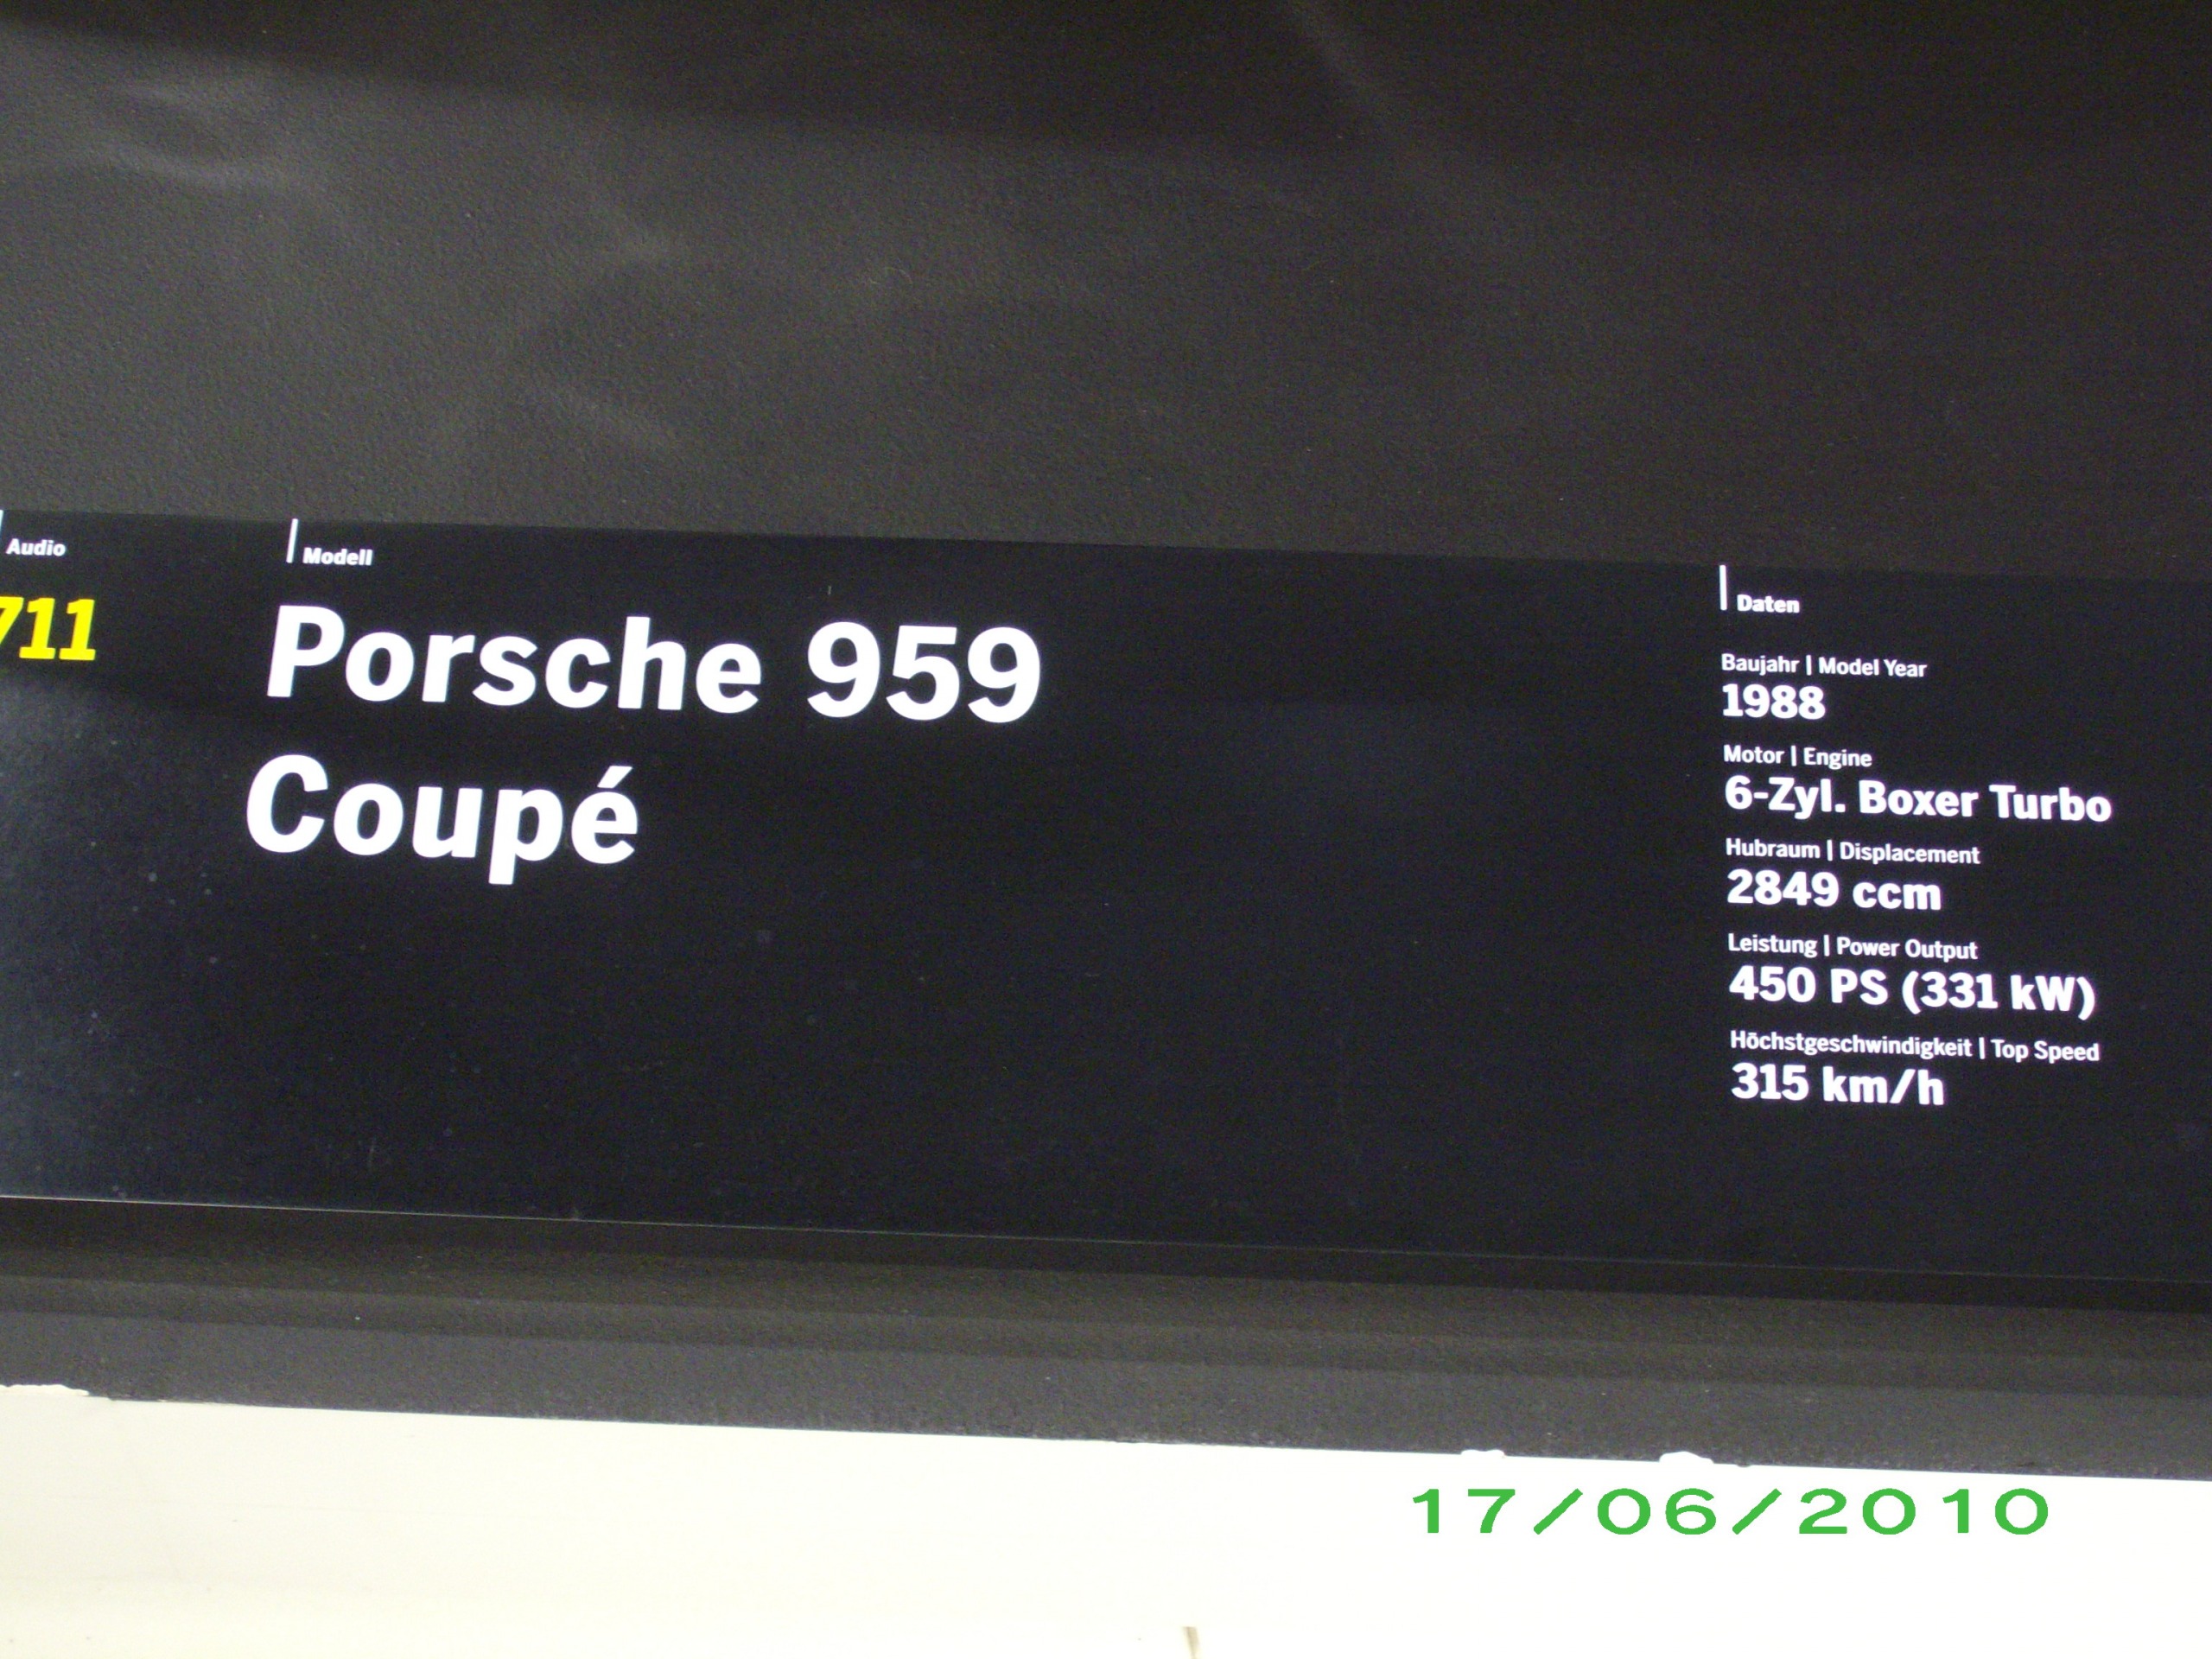 Audio
711
Modell
Porsche 959
Coupé
Daten
Baujahr | Model Year
1988
Motor | Engine
6-Zyl. Boxer Turbo
Hubraum | Displacement
2849 ccm
Leistung | Power Output
450 PS (331 kW)
Höchstgeschwindigkeit | Top Speed
315 km/h
17/06/2010